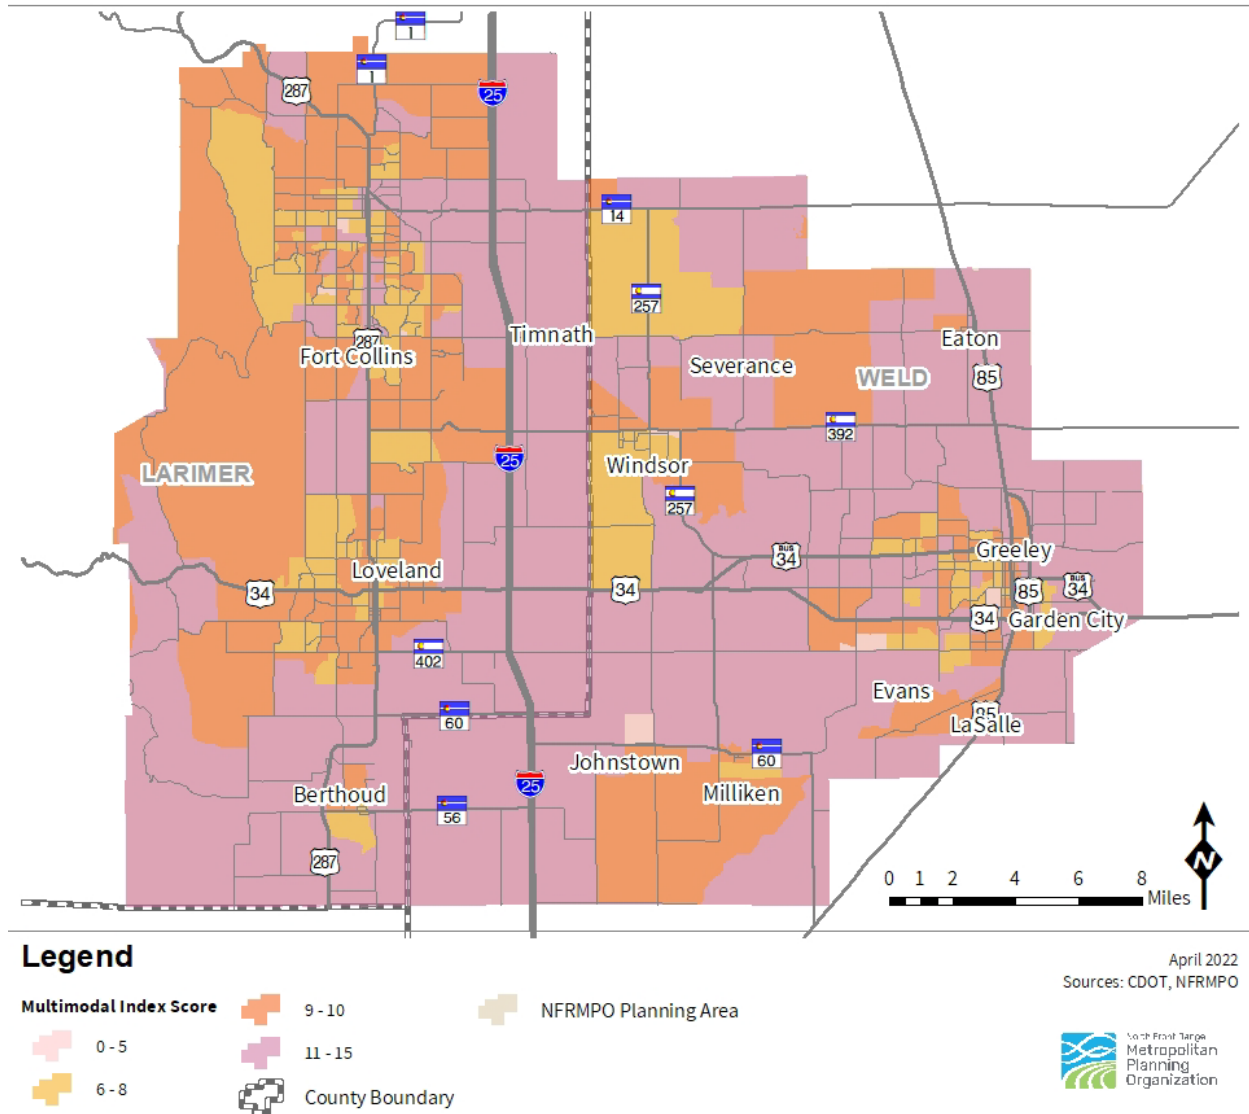 1
1
287
25
14
257
Timnath
287
Fort Collins
Eaton
Severance
WELD
85
392
25
Windsor
LARIMER
257
Greeley
BUS
34
Loveland
34
34
85
BUS
34
34
Garden City
402
Evans
60
85
LaSalle
60
Johnstown
25
Berthoud
Milliken
56
287
N
0 1 2 4 6 8
Miles
Legend
April 2022
Sources: CDOT, NFRMPO
Multimodal Index Score
0 - 5
6 - 8
9 - 10
11 - 15
County Boundary
NFRMPO Planning Area
North Front Range
Metropolitan
Planning
Organization